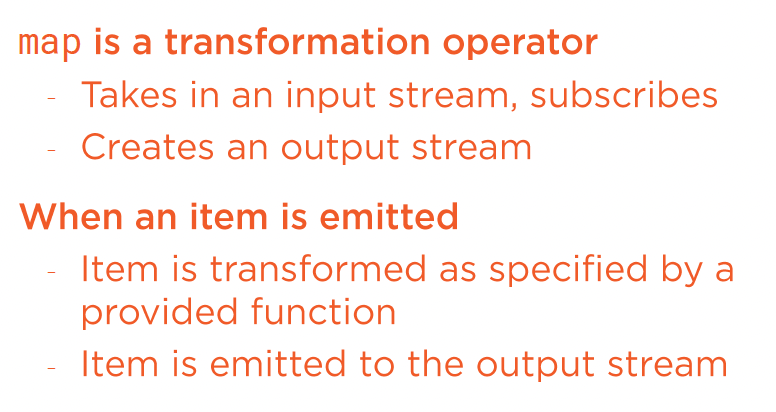 map is a transformation operator
- Takes in an input stream, subscribes
- Creates an output stream
When an item is emitted
- Item is transformed as specified by a
provided function
- Item is emitted to the output stream